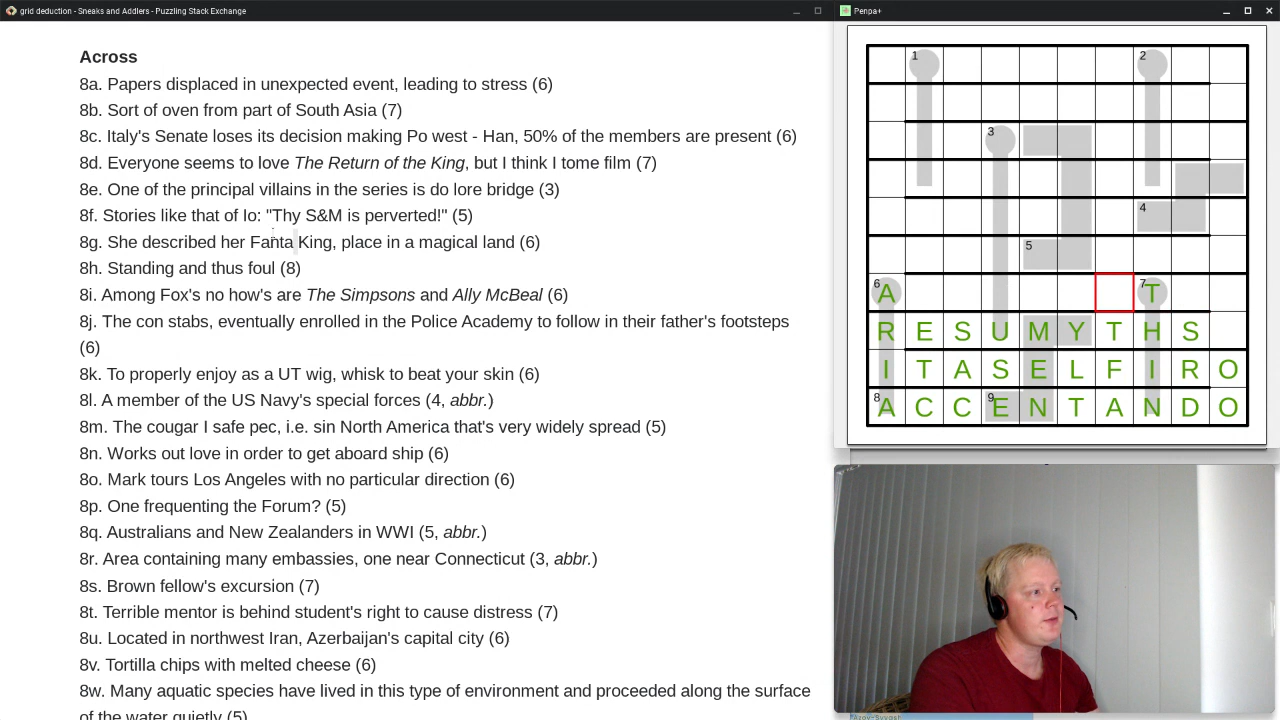 grid deduction - Sneaks and Addlers - Puzzling Stack Exchange
Penpa+
Across
8a. Papers displaced in unexpected event, leading to stress (6)
8b. Sort of oven from part of South Asia (7)
8c. Italy's Senate loses its decision making Po west - Han, 50% of the members are present (6)
8d. Everyone seems to love The Return of the King, but I think I tome film (7)
8e. One of the principal villains in the series is do lore bridge (3)
8f. Stories like that of Io: "Thy S&M is perverted!" (5)
8g. She described her Fanta King, place in a magical land (6)
8h. Standing and thus foul (8)
8i. Among Fox's no how's are The Simpsons and Ally McBeal (6)
8j. The con stabs, eventually enrolled in the Police Academy to follow in their father's footsteps
(6)
8k. To properly enjoy as a UT wig, whisk to beat your skin (6)
8l. A member of the US Navy's special forces (4, abbr.)
8m. The cougar I safe pec, i.e. sin North America that's very widely spread (5)
8n. Works out love in order to get aboard ship (6)
8o. Mark tours Los Angeles with no particular direction (6)
8p. One frequenting the Forum? (5)
8q. Australians and New Zealanders in WWI (5, abbr.)
8r. Area containing many embassies, one near Connecticut (3, abbr.)
8s. Brown fellow's excursion (7)
8t. Terrible mentor is behind student's right to cause distress (7)
8u. Located in northwest Iran, Azerbaijan's capital city (6)
8v. Tortilla chips with melted cheese (6)
8w. Many aquatic species have lived in this type of environment and proceeded along the surface
of the water quietly (5)
1 2
3
4
5
6 A 7 T
R E S U M Y T H S
I T A S E L F I R O
8 A C C 9 E N T A N D O